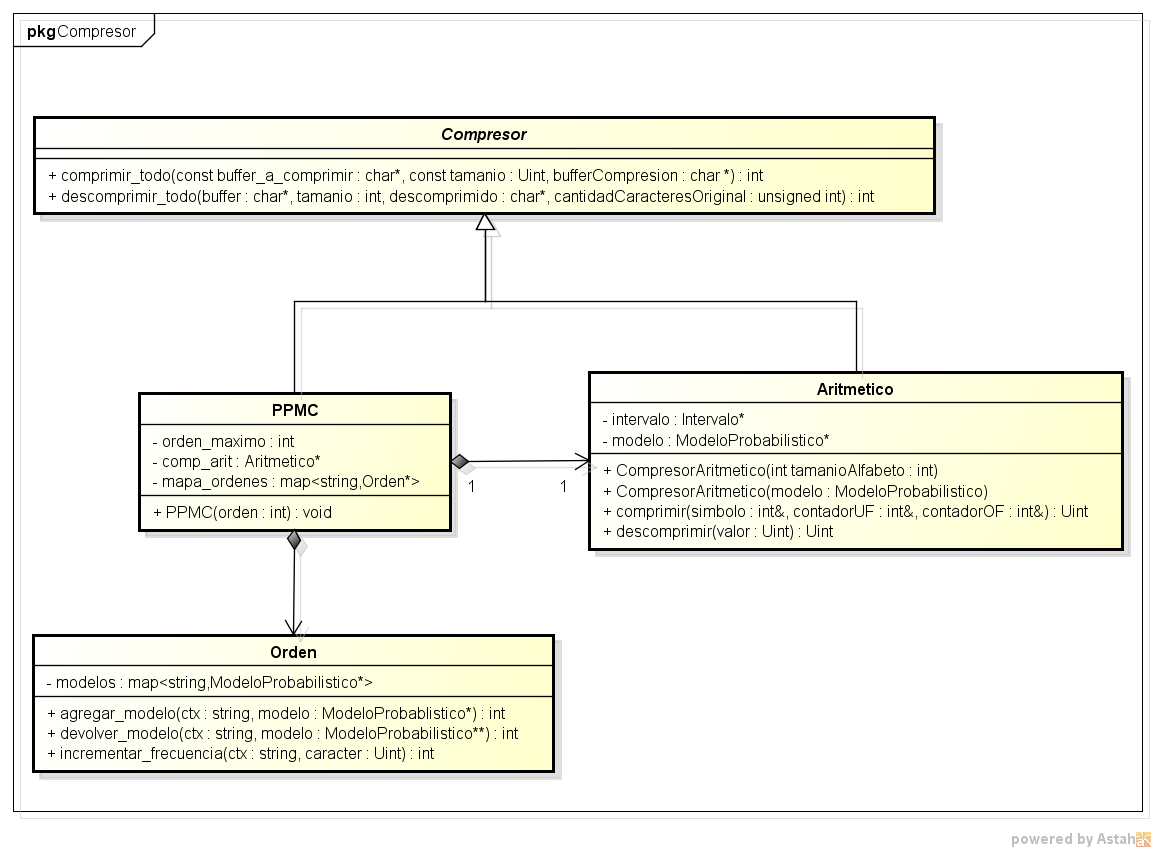 pkg Compresor
Compresor
+ comprimir_todo(const buffer_a_comprimir : char*, const tamanio : Uint, bufferCompresion : char *) : int
+ descomprimir_todo(buffer : char*, tamanio : int, descomprimido : char*, cantidadCaracteresOriginal : unsigned int) : int
PPMC
- orden_maximo : int
- comp_arit : Aritmetico*
- mapa_ordenes : map<string,Orden*>
+ PPMC(orden : int) : void
1
1
Aritmetico
- intervalo : Intervalo*
- modelo : ModeloProbabilistico*
+ CompresorAritmetico(int tamanioAlfabeto : int)
+ CompresorAritmetico(modelo : ModeloProbabilistico)
+ comprimir(simbolo : int&, contadorUF : int&, contadorOF : int&) : Uint
+ descomprimir(valor : Uint) : Uint
Orden
- modelos : map<string,ModeloProbabilistico*>
+ agregar_modelo(ctx : string, modelo : ModeloProbablistico*) : int
+ devolver_modelo(ctx : string, modelo : ModeloProbabilistico**) : int
+ incrementar_frecuencia(ctx : string, caracter : Uint) : int
powered by Astah